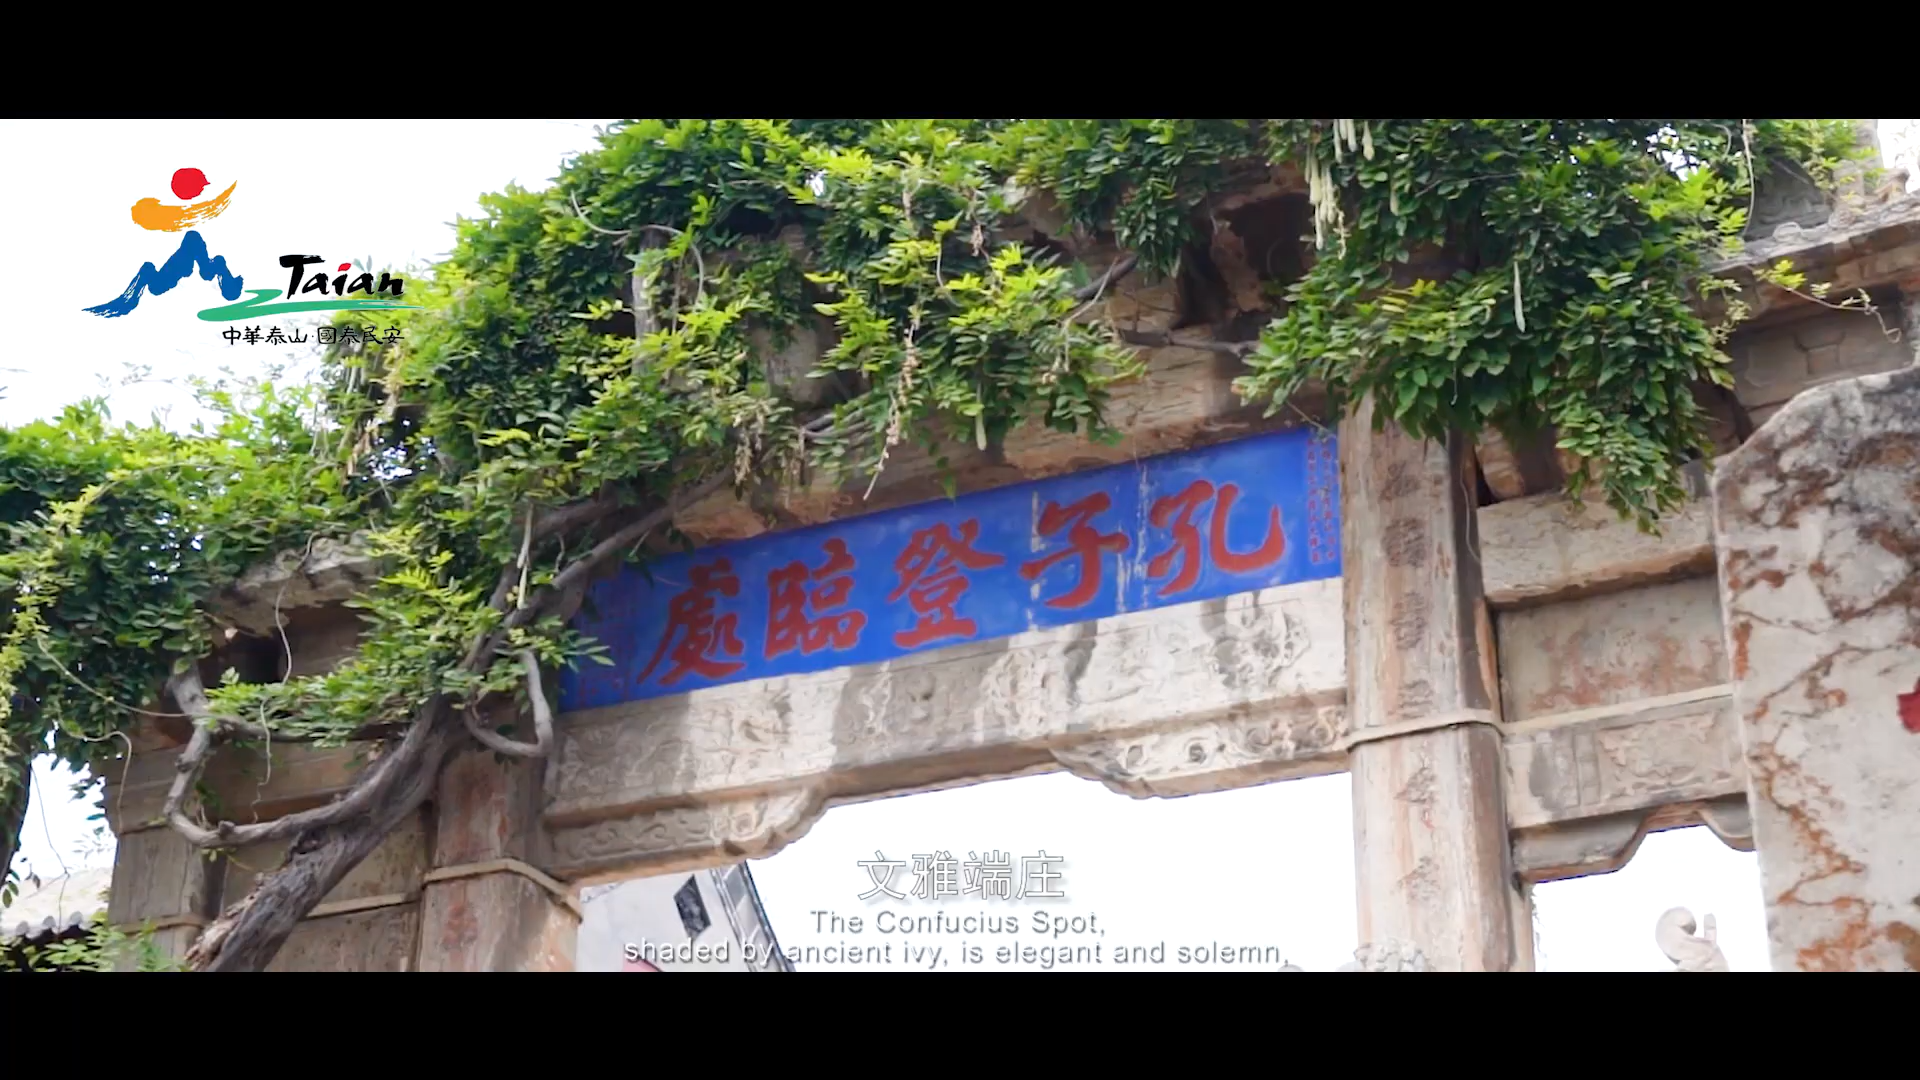 Taian
中華泰山·國泰民安
孔子登臨處
文雅端庄
The Confucius Spot,
shaded by ancient ivy, is elegant and solemn,